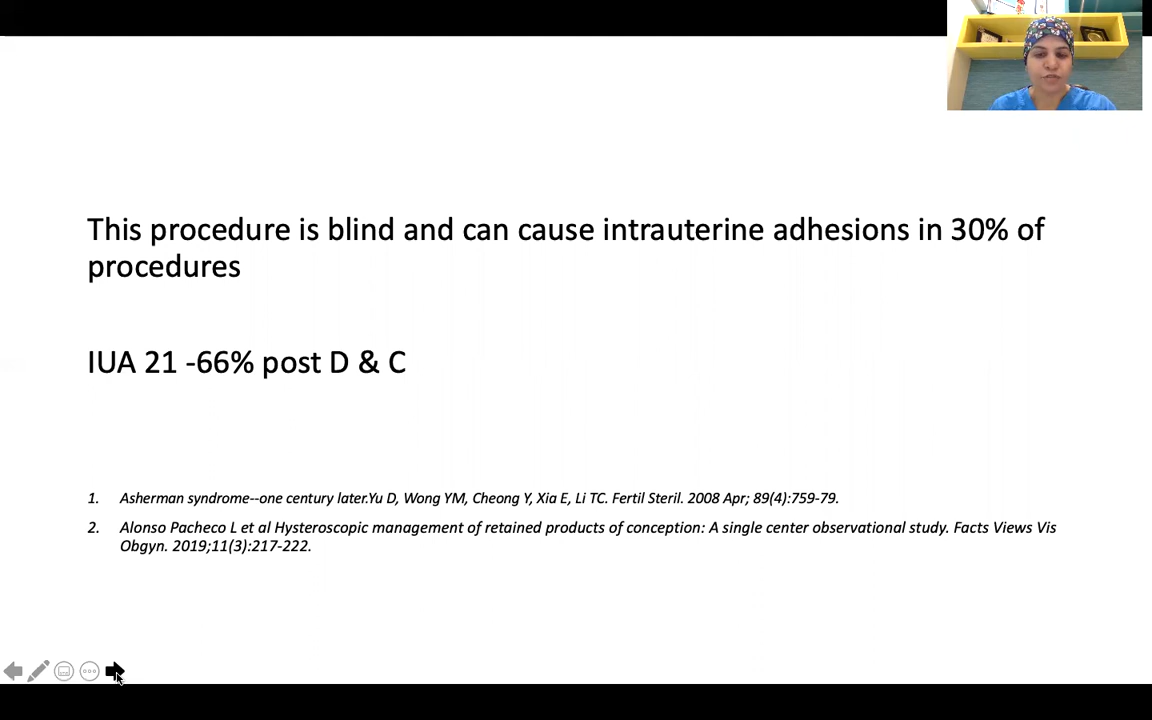 This procedure is blind and can cause intrauterine adhesions in 30% of
procedures
IUA 21 -66% post D & C
1. Asherman syndrome--one century later.Yu D, Wong YM, Cheong Y, Xia E, Li TC. Fertil Steril. 2008 Apr; 89(4):759-79.
2. Alonso Pacheco L et al Hysteroscopic management of retained products of conception: A single center observational study. Facts Views Vis
Obgyn. 2019;11(3):217-222.